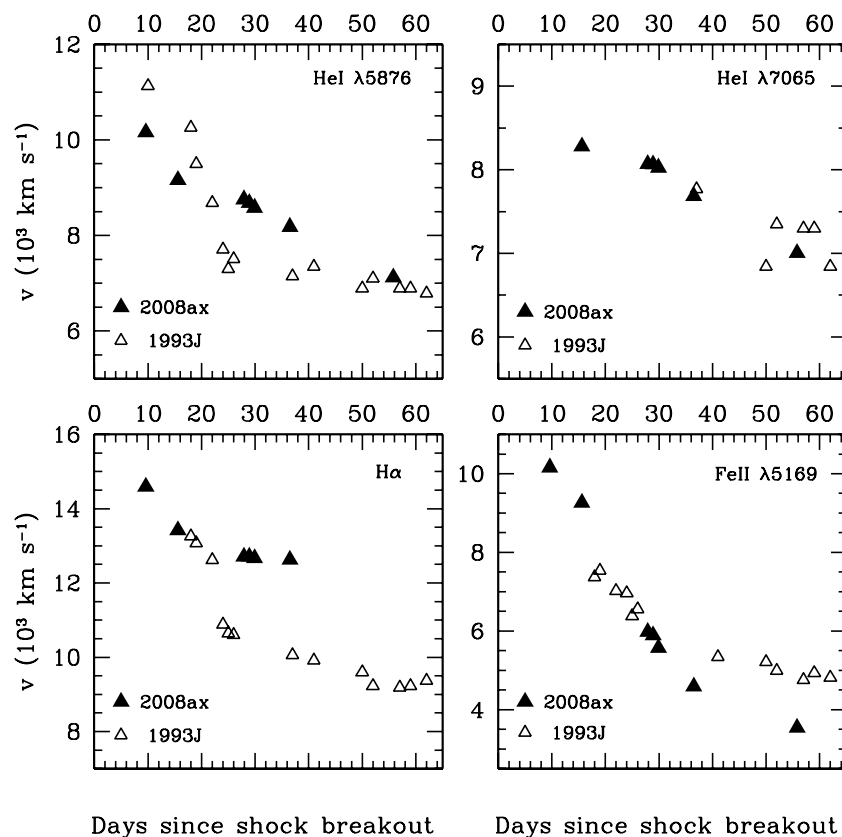 0 10 20 30 40 50 60 0 10 20 30 40 50 60
12
10
8
6
v (10³ km s⁻¹)
HeI λ5876
2008ax
1993J
9
8
7
6
HeI λ7065
2008ax
1993J
0 10 20 30 40 50 60 0 10 20 30 40 50 60
16
14
12
10
8
v (10³ km s⁻¹)
Hα
2008ax
1993J
10
8
6
4
FeII λ5169
2008ax
1993J
Days since shock breakout Days since shock breakout